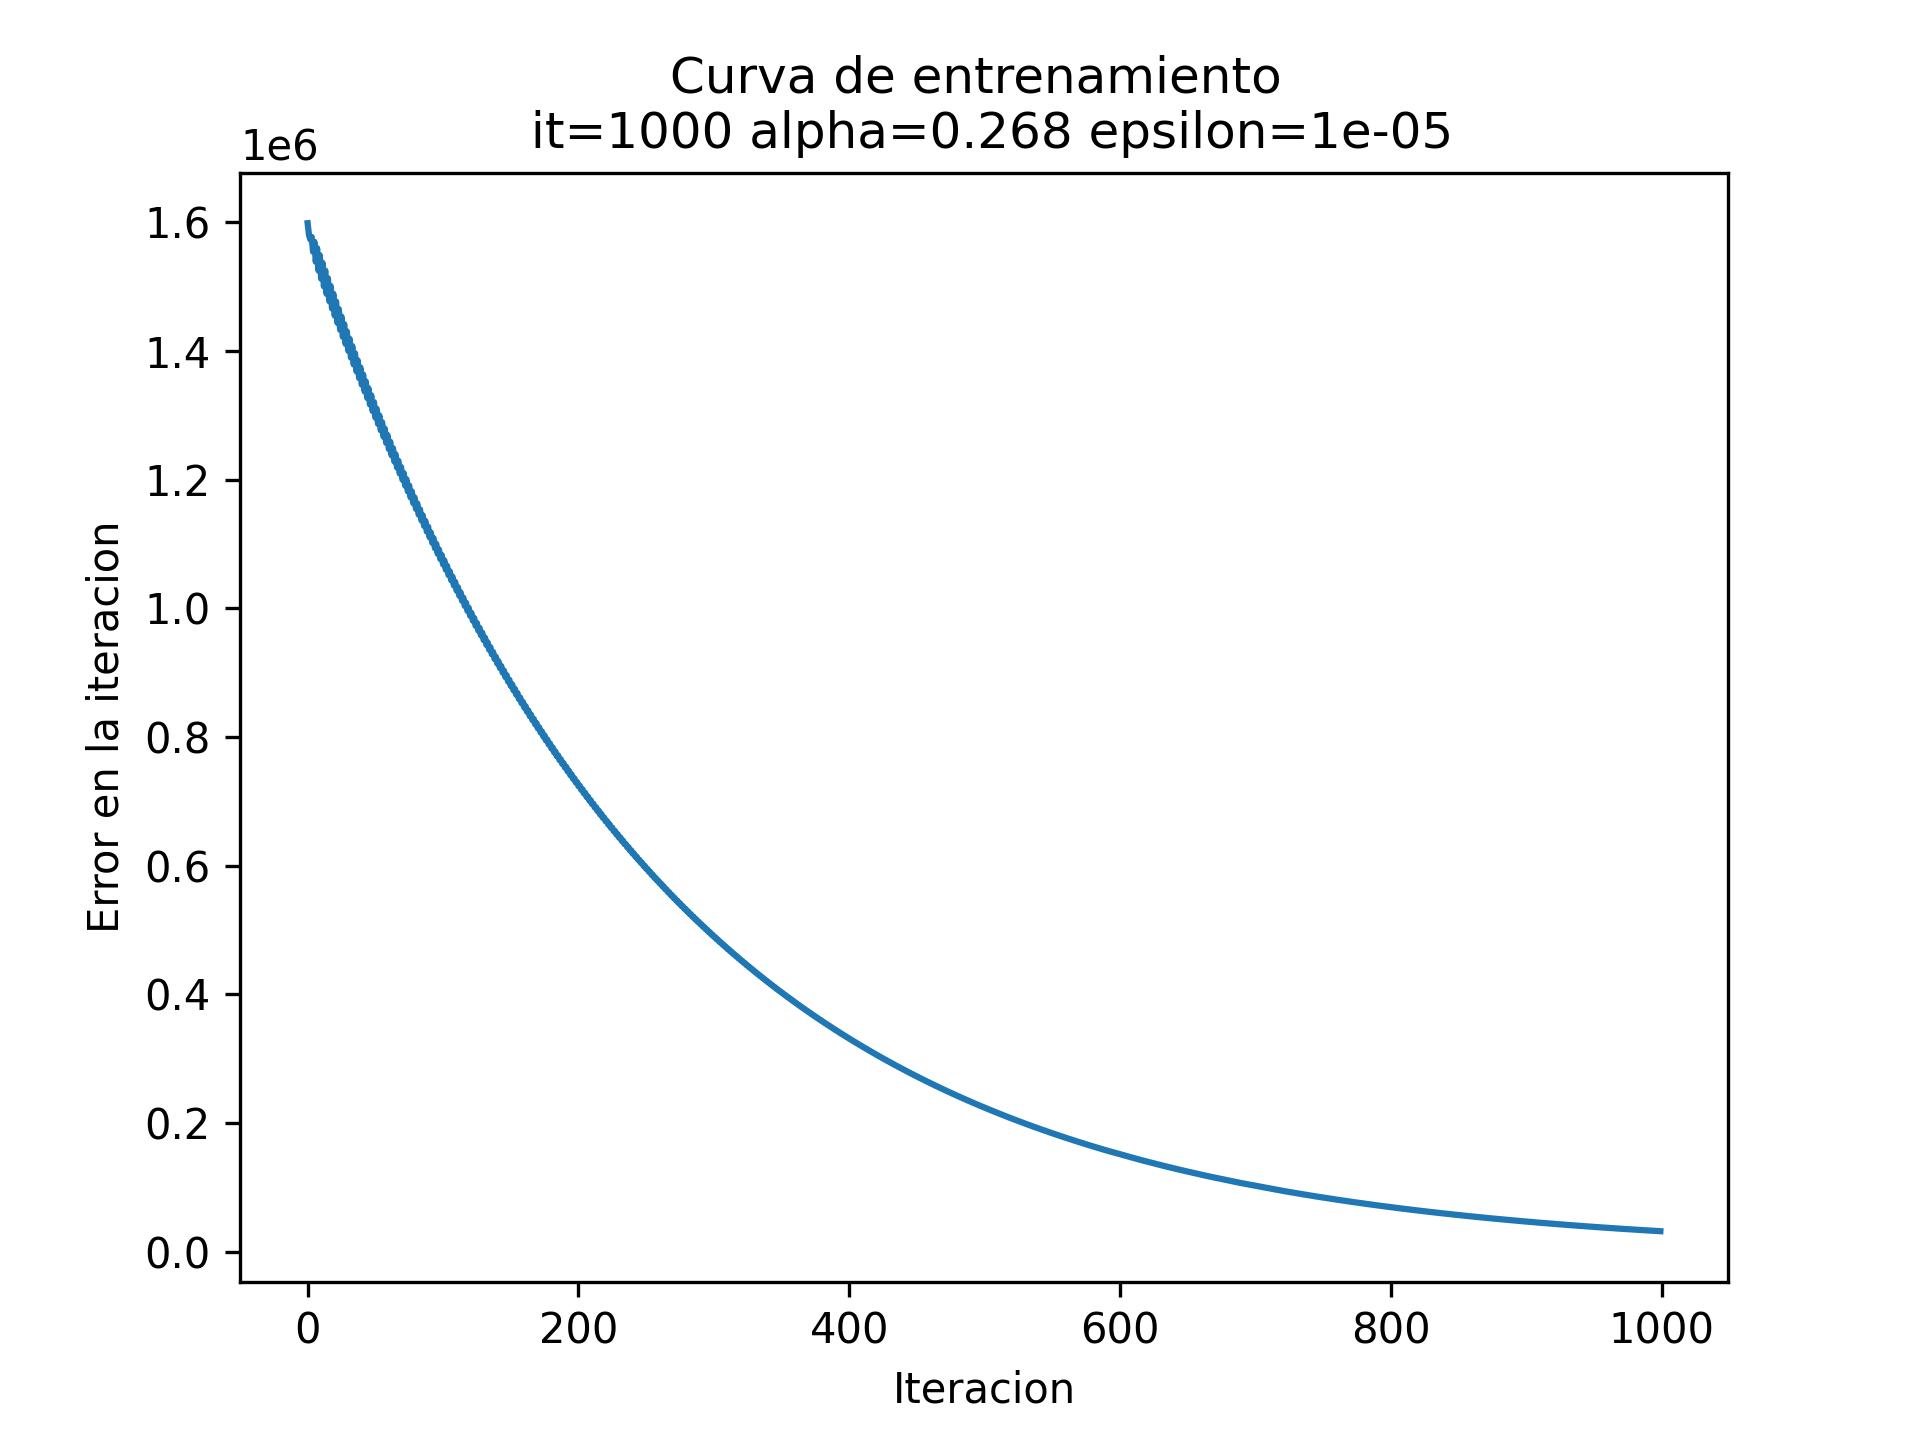 Curva de entrenamiento
it=1000 alpha=0.268 epsilon=1e-05
1e6
1.6
1.4
1.2
1.0
0.8
0.6
0.4
0.2
0.0
Error en la iteracion
0 200 400 600 800 1000
Iteracion